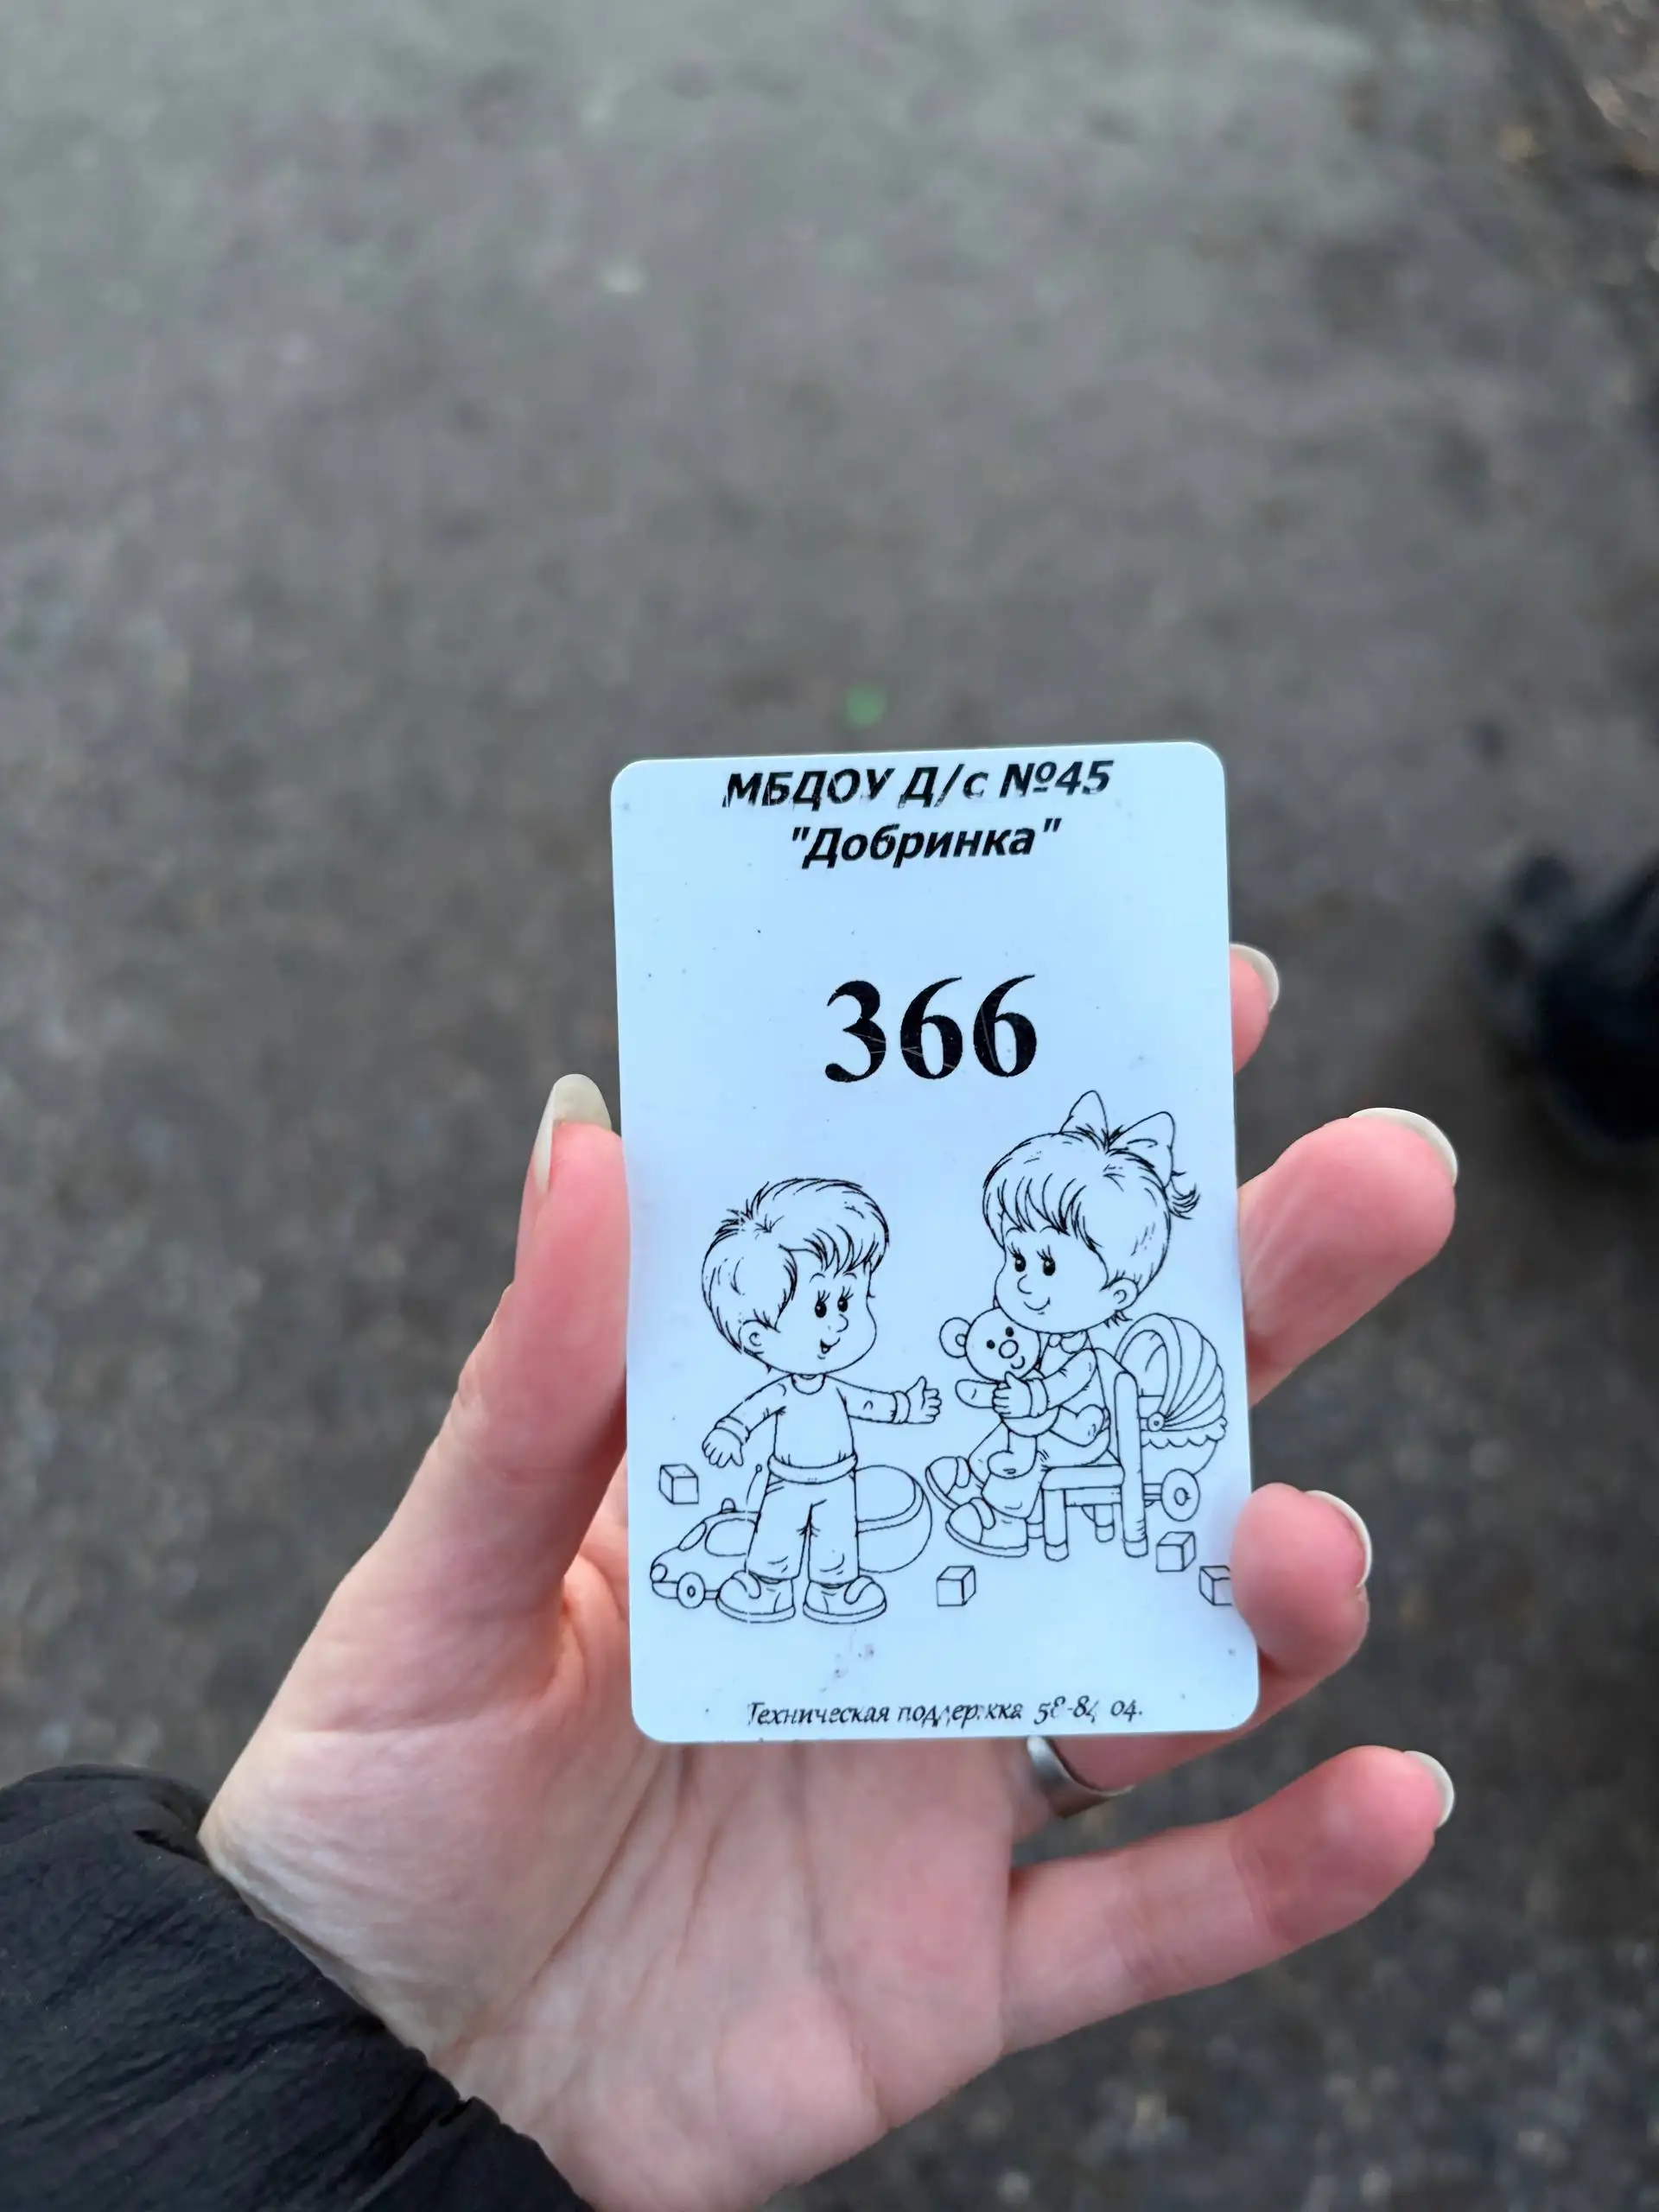 МБДОУ Д/с №45
"Добринка"
366
Техническая поддержка 58-84 04.